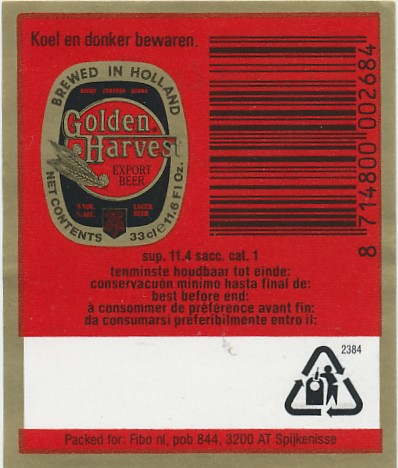 Koel en donker bewaren.
BREWED IN HOLLAND
Golden
Harvest
EXPORT
BEER
LAGER
BEER
NET CONTENTS 33cl e 11.6 Fl Oz.
8 714800 002684
sup. 11.4 sacc. cat. 1
tenminste houdbaar tot einde:
conservacuón minimo hasta final de:
best before end:
à consommer de préférence avant fin:
da consumarsi preferibilmente entro il:
2384
Packed for: Fibo nl, pob 844, 3200 AT Spijkenisse